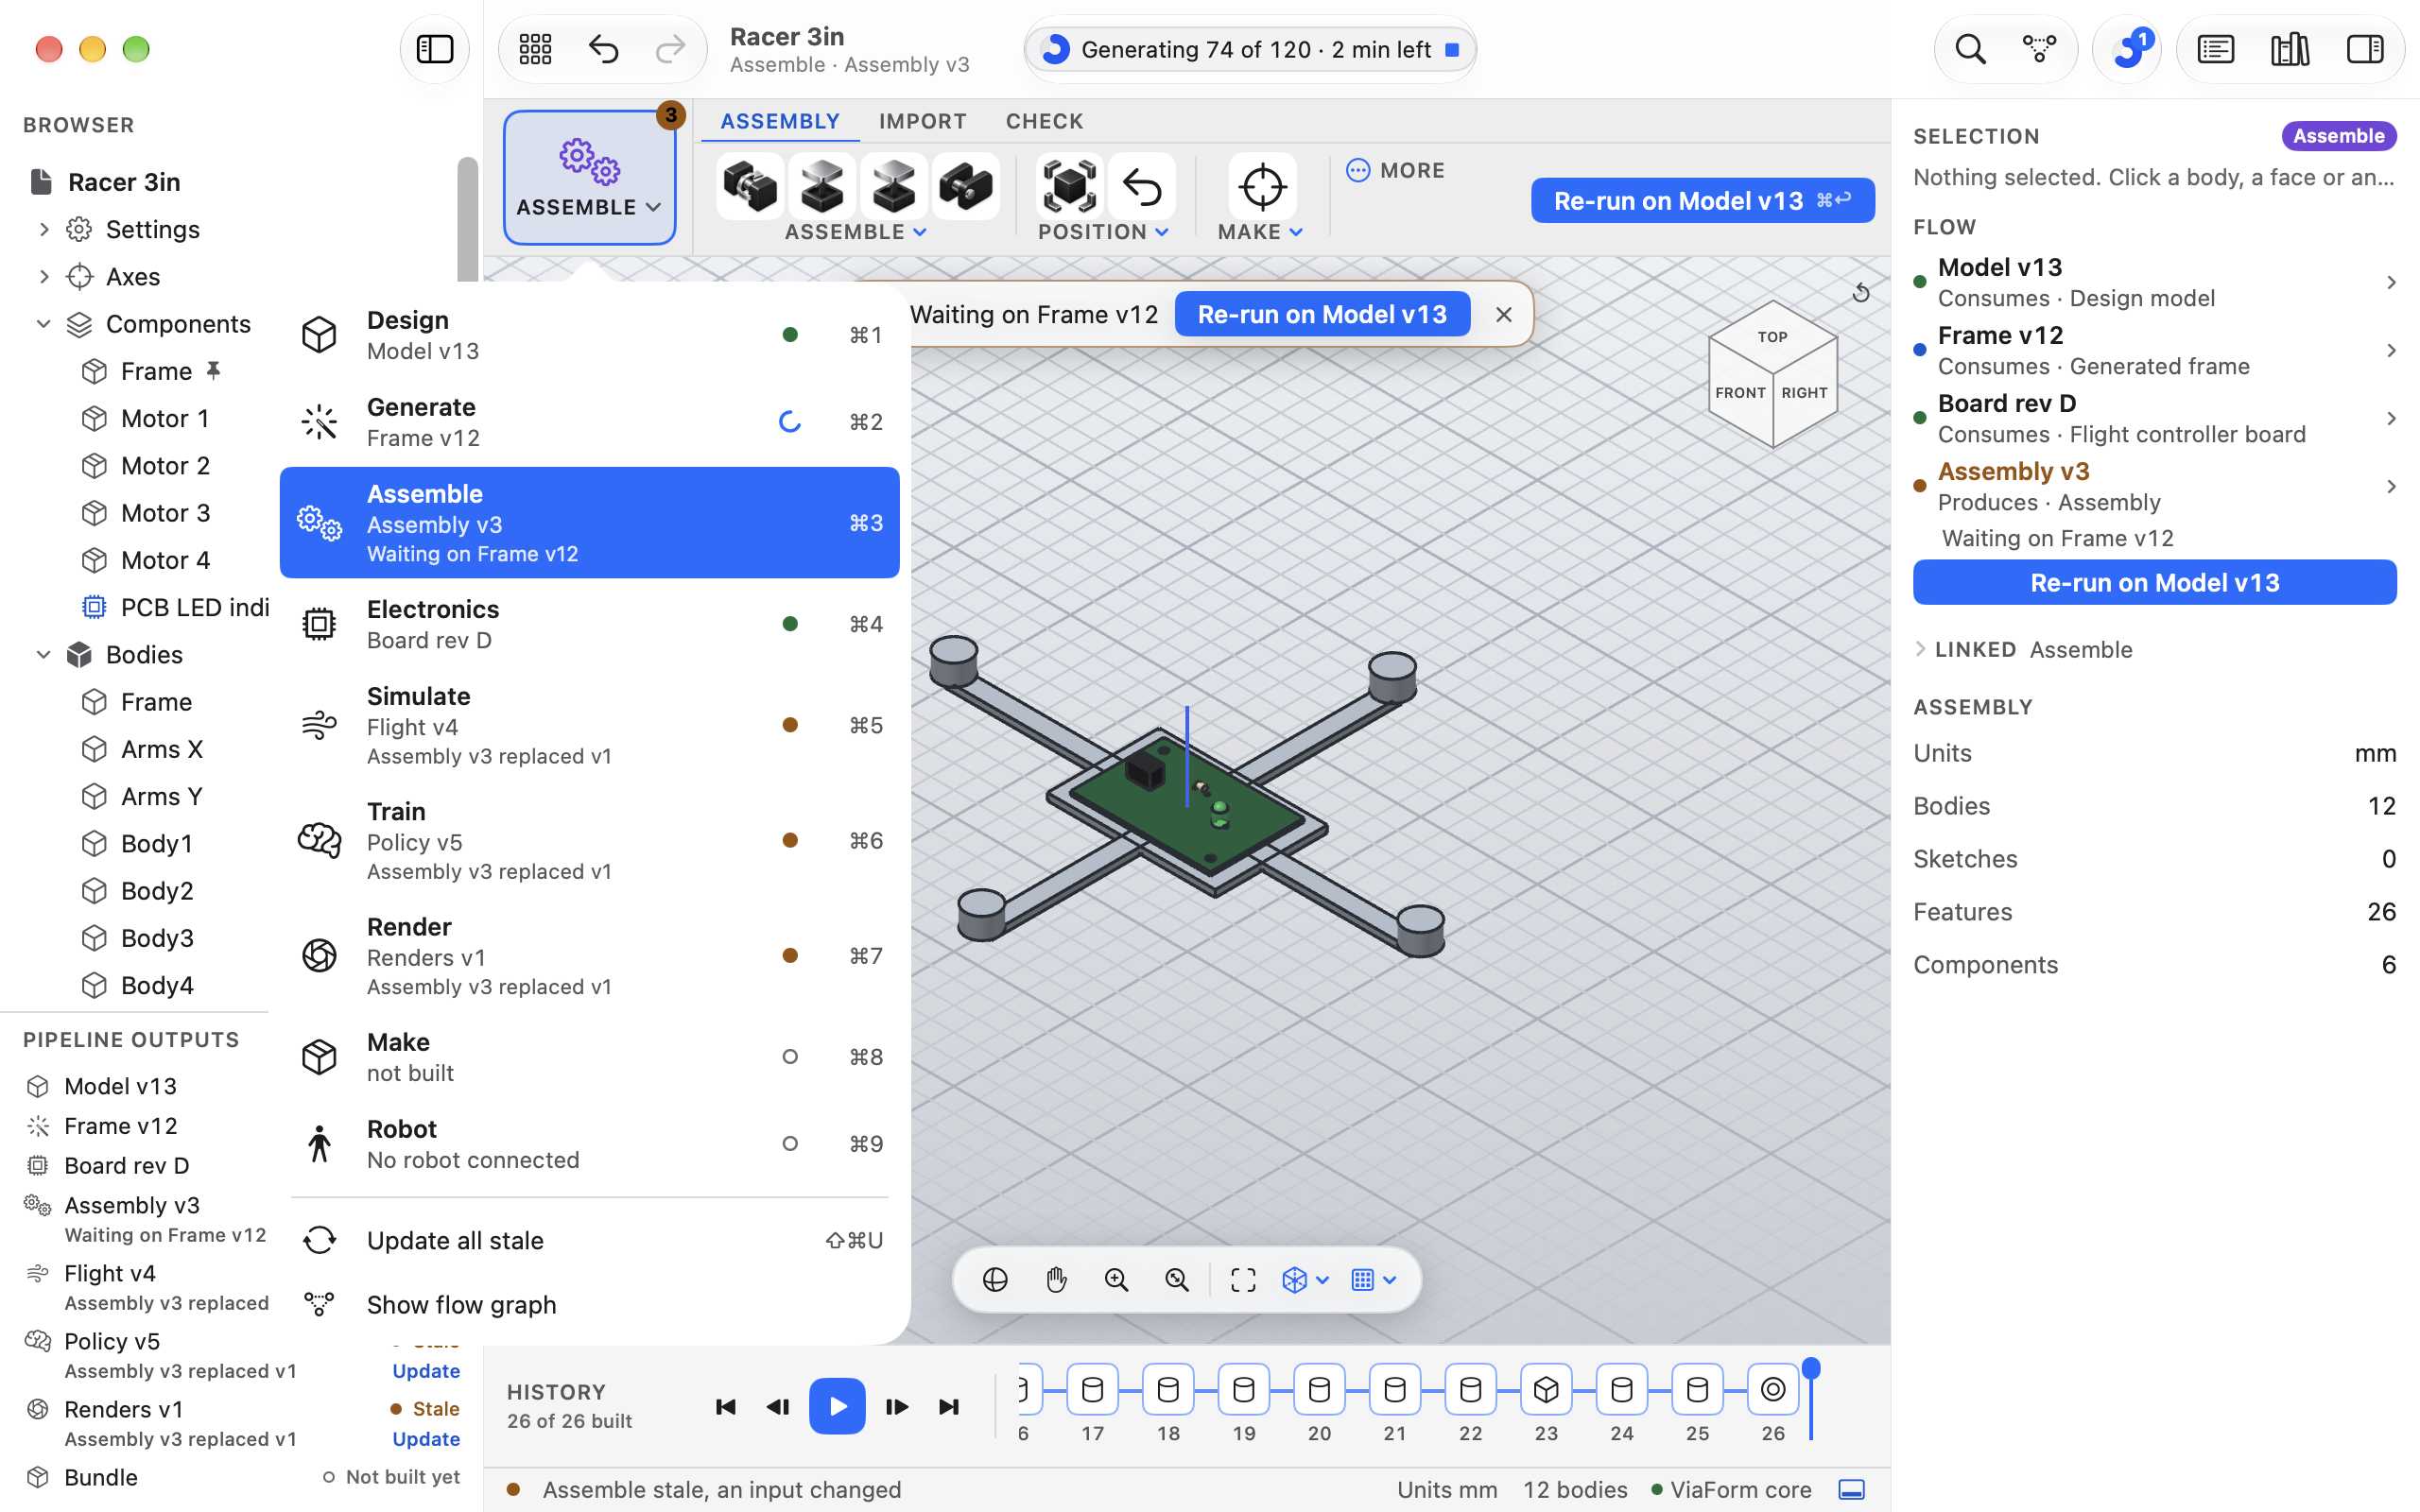 Racer 3in
Assemble · Assembly v3
Generating 74 of 120 · 2 min left
1
BROWSER
Racer 3in
Settings
Axes
Components
Frame
Motor 1
Motor 2
Motor 3
Motor 4
PCB LED indi
Bodies
Frame
Arms X
Arms Y
Body1
Body2
Body3
Body4
PIPELINE OUTPUTS
Model v13
Frame v12
Board rev D
Assembly v3
Waiting on Frame v12
Flight v4
Assembly v3 replaced
Policy v5
Assembly v3 replaced v1
Update
Renders v1
Stale
Assembly v3 replaced v1
Update
Bundle
Not built yet
3
ASSEMBLE
ASSEMBLY
IMPORT
CHECK
ASSEMBLE
POSITION
MAKE
MORE
Re-run on Model v13 ⌘↩
Waiting on Frame v12
Re-run on Model v13
Design
Model v13
⌘1
Generate
Frame v12
⌘2
Assemble
Assembly v3
Waiting on Frame v12
⌘3
Electronics
Board rev D
⌘4
Simulate
Flight v4
Assembly v3 replaced v1
⌘5
Train
Policy v5
Assembly v3 replaced v1
⌘6
Render
Renders v1
Assembly v3 replaced v1
⌘7
Make
not built
⌘8
Robot
No robot connected
⌘9
Update all stale
⇧⌘U
Show flow graph
TOP
FRONT
RIGHT
HISTORY
26 of 26 built
6
17
18
19
20
21
22
23
24
25
26
Assemble stale, an input changed
Units mm
12 bodies
ViaForm core
SELECTION
Assemble
Nothing selected. Click a body, a face or an...
FLOW
Model v13
Consumes · Design model
Frame v12
Consumes · Generated frame
Board rev D
Consumes · Flight controller board
Assembly v3
Produces · Assembly
Waiting on Frame v12
Re-run on Model v13
LINKED Assemble
ASSEMBLY
Units mm
Bodies 12
Sketches 0
Features 26
Components 6